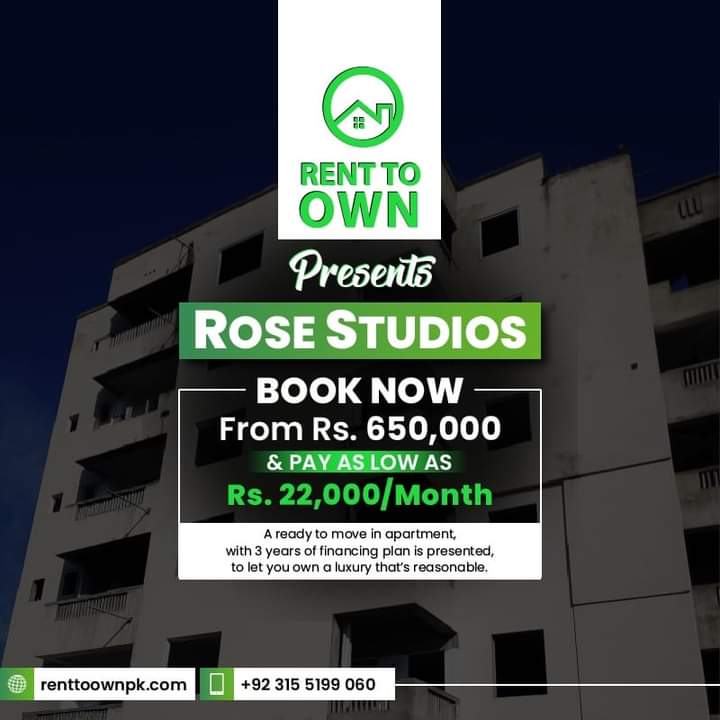 RENT TO
OWN
Presents
ROSE STUDIOS
BOOK NOW
From Rs. 650,000
& PAY AS LOW AS
Rs. 22,000/Month
A ready to move in apartment,
with 3 years of financing plan is presented,
to let you own a luxury that's reasonable.
renttoownpk.com
+92 315 5199 060